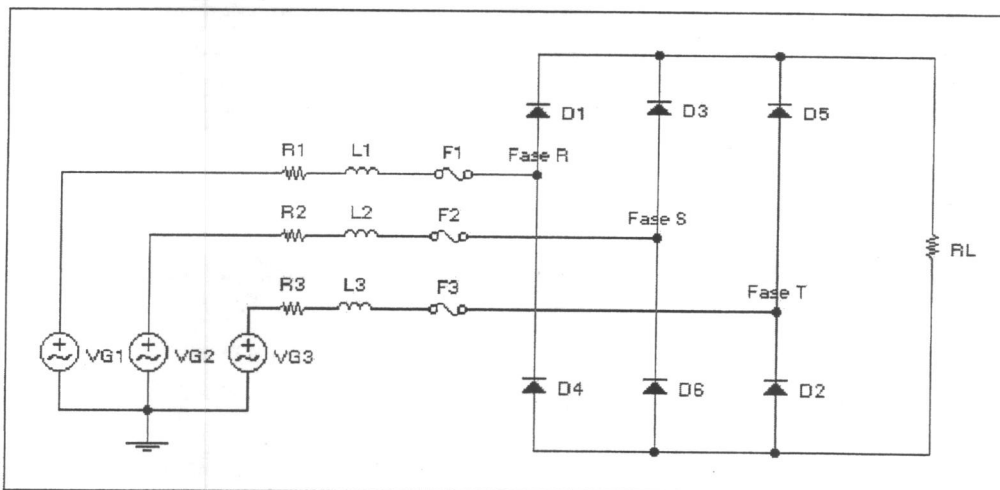 D1
D3
D5
R1
L1
F1
Fase R
R2
L2
F2
Fase S
RL
R3
L3
F3
Fase T
VG1
VG2
VG3
D4
D6
D2